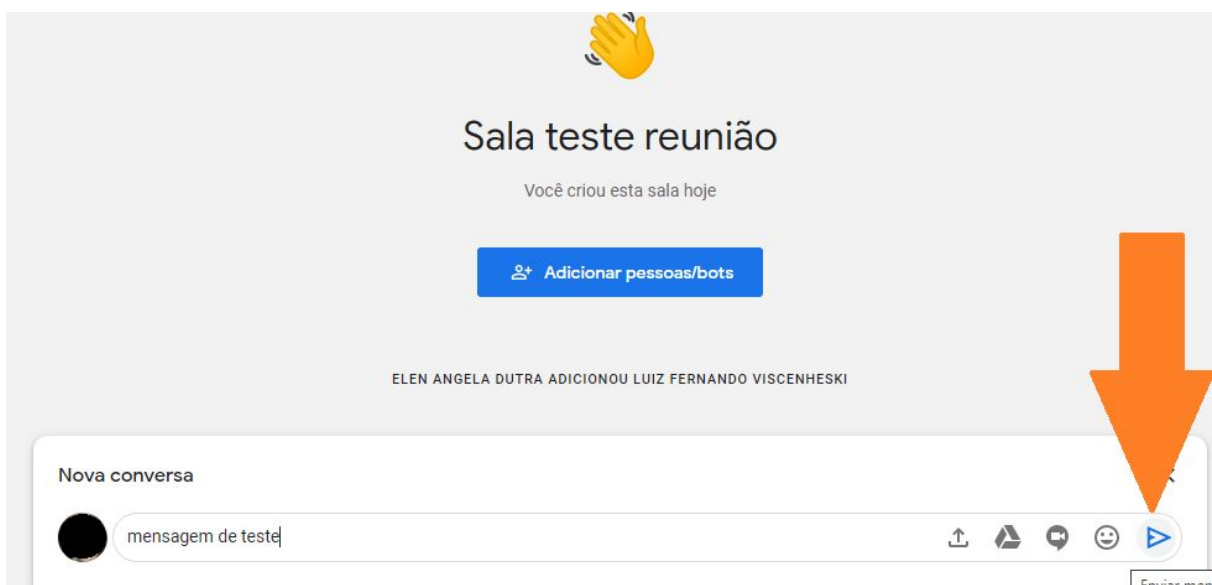 Sala teste reunião
Você criou esta sala hoje
Adicionar pessoas/bots
ELEN ANGELA DUTRA ADICIONOU LUIZ FERNANDO VISCENHESKI
Nova conversa
mensagem de teste
Enviar